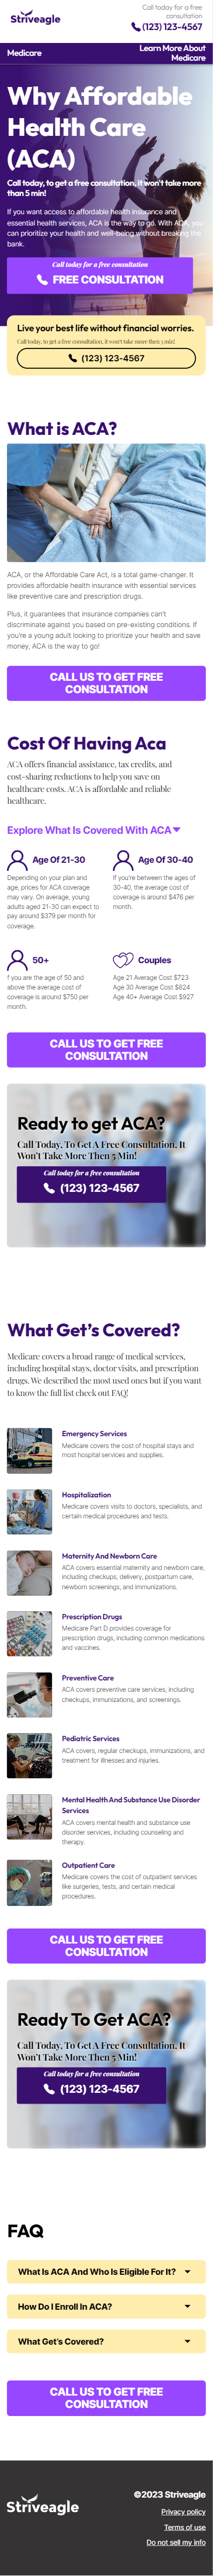 Striveagle
Call today for a free
consultation
(123) 123-4567
Medicare
Learn More About
Medicare
Why Affordable
Health Care
(ACA)
Call today, to get a free consultation, it won't take more
than 5 min!
If you want access to affordable health insurance and
essential health services, ACA is the way to go. With ACA, you
can prioritize your health and well-being without breaking the
bank.
Call today for a free consultation
FREE CONSULTATION
Live your best life without financial worries.
Call today, to get a free consultation, it won't take more then 5 min!
(123) 123-4567
What is ACA?
ACA, or the Affordable Care Act, is a total game-changer. It
provides affordable health insurance with essential services
like preventive care and prescription drugs.
Plus, it guarantees that insurance companies can't
discriminate against you based on pre-existing conditions. If
you're a young adult looking to prioritize your health and save
money, ACA is the way to go!
CALL US TO GET FREE
CONSULTATION
Cost Of Having Aca
ACA offers financial assistance, tax credits, and
cost-sharing reductions to help you save on
healthcare costs. ACA is affordable and reliable
healthcare.
Explore What Is Covered With ACA
Age Of 21-30
Depending on your plan and
age, prices for ACA coverage
may vary. On average, young
adults aged 21-30 can expect to
pay around $379 per month for
coverage.
Age Of 30-40
If you're between the ages of
30-40, the average cost of
coverage is around $476 per
month.
50+
f you are the age of 50 and
above the average cost of
coverage is around $750 per
month.
Couples
Age 21 Average Cost $723
Age 30 Average Cost $824
Age 40+ Average Cost $927
CALL US TO GET FREE
CONSULTATION
Ready to get ACA?
Call Today, To Get A Free Consultation, It
Won't Take More Then 5 Min!
Call today for a free consultation
(123) 123-4567
What Get's Covered?
Medicare covers a broad range of medical services,
including hospital stays, doctor visits, and prescription
drugs. We described the most used ones but if you want
to know the full list check out FAQ!
Emergency Services
Medicare covers the cost of hospital stays and
most hospital services and supplies.
Hospitalization
Medicare covers visits to doctors, specialists, and
certain medical procedures and tests.
Maternity And Newborn Care
ACA covers essential maternity and newborn care,
including checkups, delivery, postpartum care,
newborn screenings, and immunizations.
Prescription Drugs
Medicare Part D provides coverage for
prescription drugs, including common medications
and vaccines.
Preventive Care
ACA covers preventive care services, including
checkups, immunizations, and screenings.
Pediatric Services
ACA covers, regular checkups, immunizations, and
treatment for illnesses and injuries.
Mental Health And Substance Use Disorder
Services
ACA covers mental health and substance use
disorder services, including counseling and
therapy.
Outpatient Care
Medicare covers the cost of outpatient services
like surgeries, tests, and certain medical
procedures.
CALL US TO GET FREE
CONSULTATION
Ready To Get ACA?
Call Today, To Get A Free Consultation, It
Won't Take More Then 5 Min!
Call today for a free consultation
(123) 123-4567
FAQ
What Is ACA And Who Is Eligible For It?
How Do I Enroll In ACA?
What Get's Covered?
CALL US TO GET FREE
CONSULTATION
Striveagle
©2023 Striveagle
Privacy policy
Terms of use
Do not sell my info